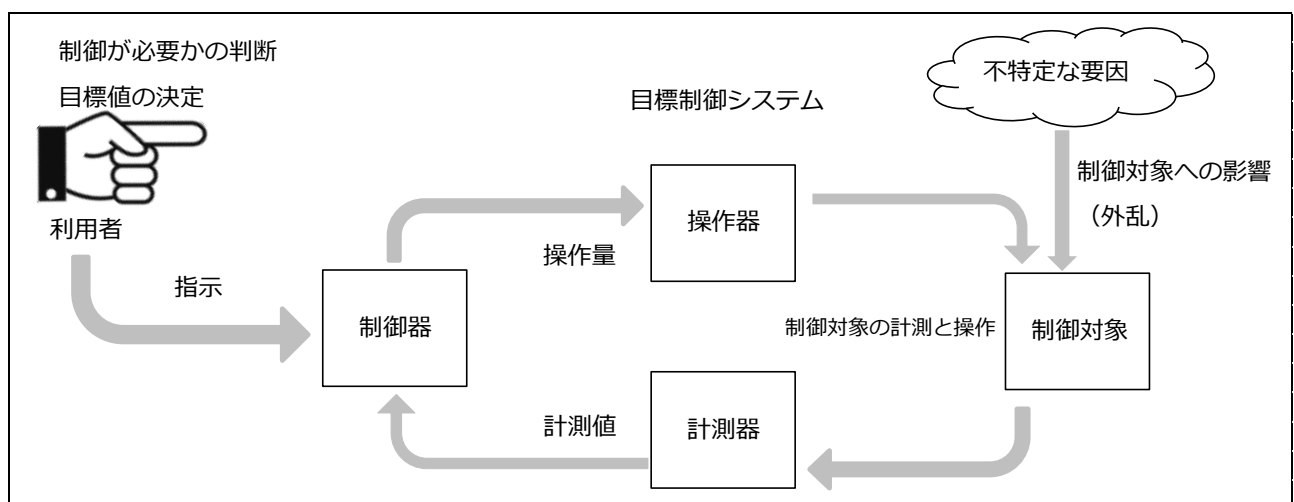 制御が必要かの判断
目標値の決定
利用者
指示
制御器
操作量
目標制御システム
操作器
不特定な要因
制御対象への影響
（外乱）
制御対象の計測と操作
制御対象
計測値
計測器